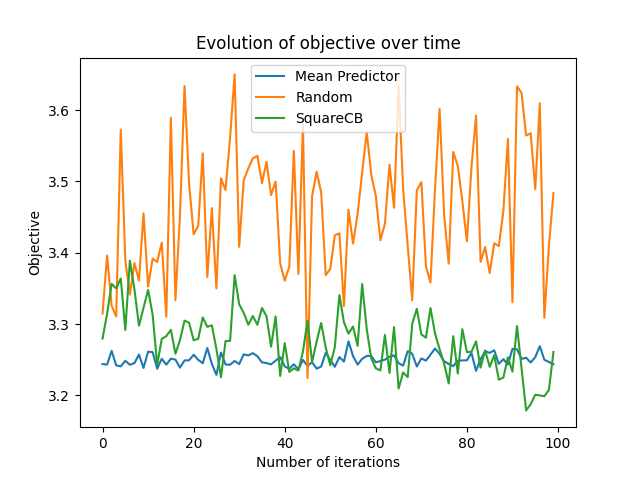 Evolution of objective over time
Mean Predictor
Random
SquareCB
Objective
3.6
3.5
3.4
3.3
3.2
0 20 40 60 80 100
Number of iterations